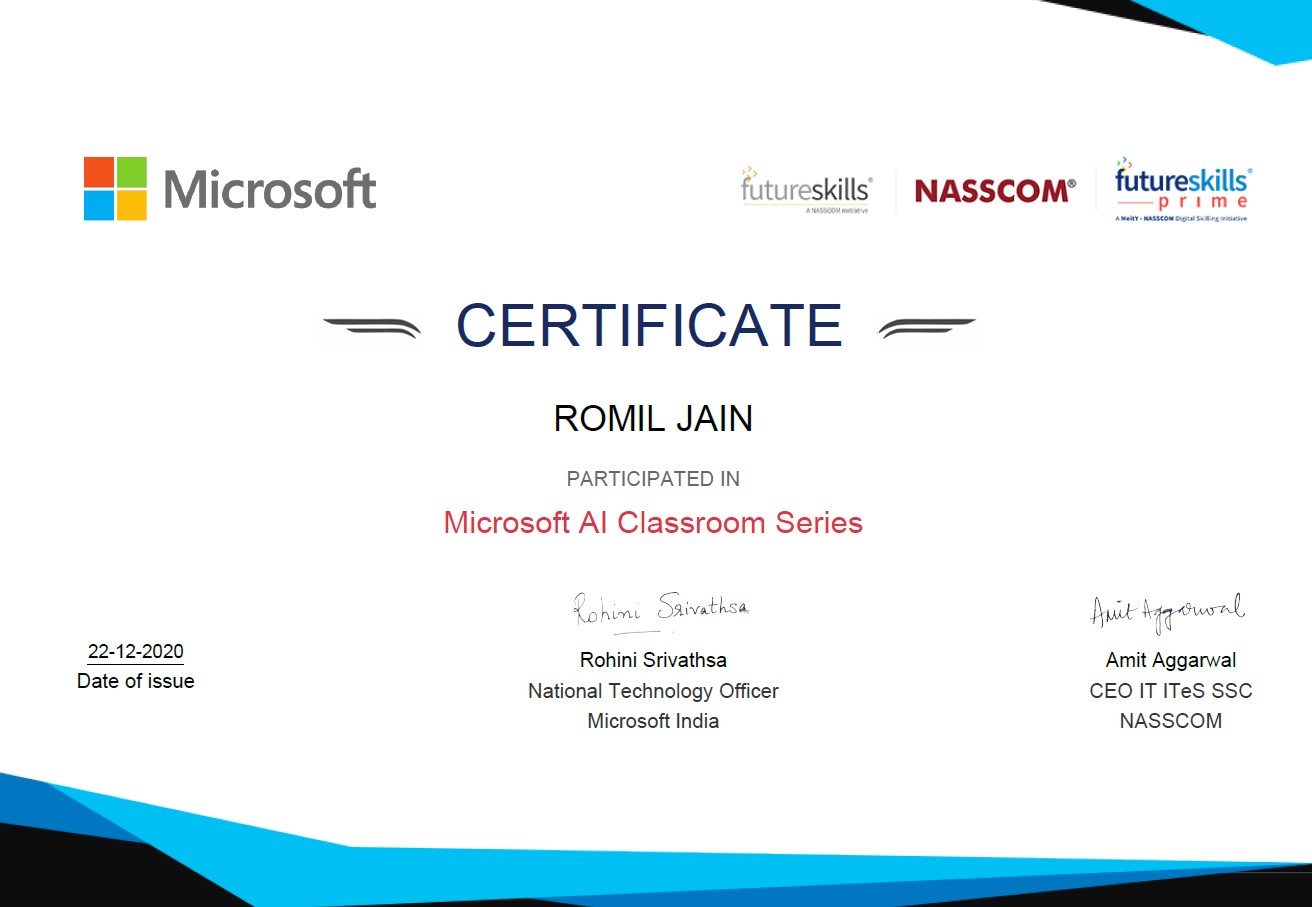 Microsoft
futureskills®
A NASSCOM Initiative
NASSCOM®
futureskills®
prime
A MeitY - NASSCOM Digital Skilling Initiative
CERTIFICATE
ROMIL JAIN
PARTICIPATED IN
Microsoft AI Classroom Series
22-12-2020
Date of issue
Rohini Srivathsa
Rohini Srivathsa
National Technology Officer
Microsoft India
Amit Aggarwal
Amit Aggarwal
CEO IT ITeS SSC
NASSCOM